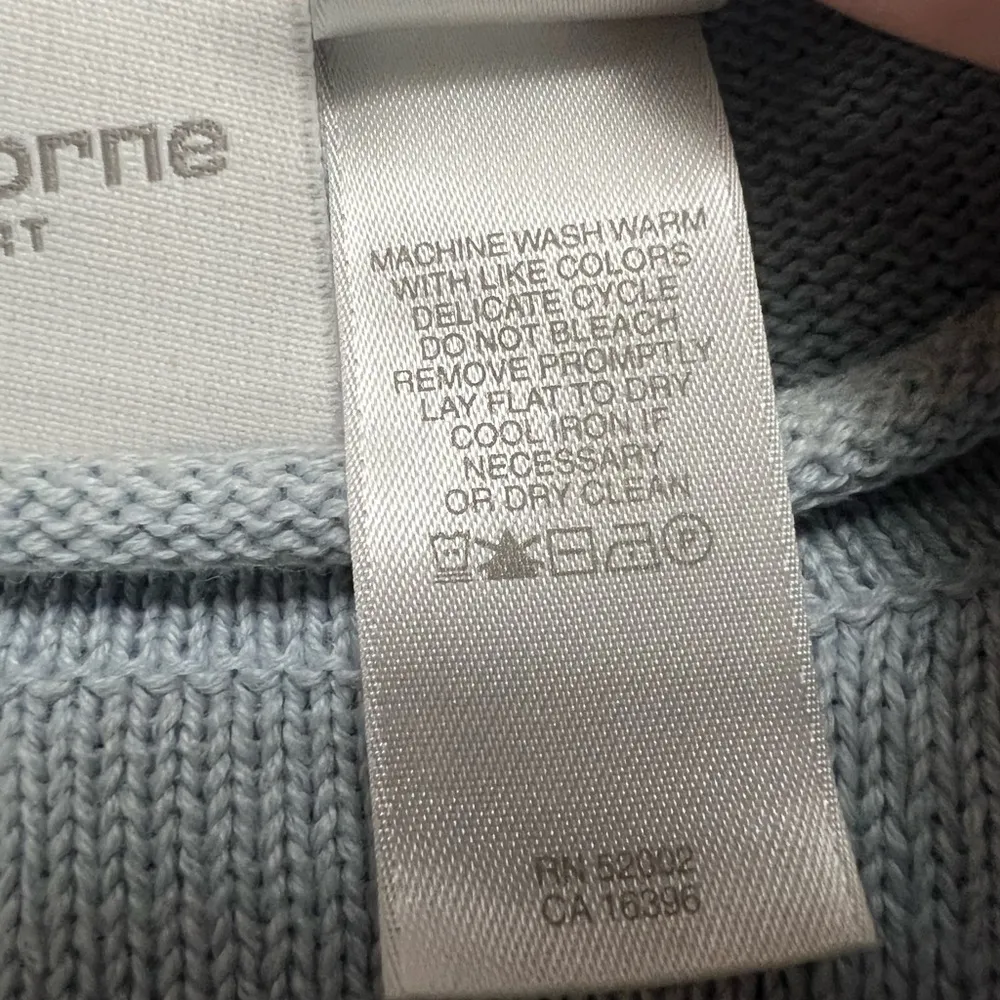 orne
RT
MACHINE WASH WARM
WITH LIKE COLORS
DELICATE CYCLE
DO NOT BLEACH
REMOVE PROMPTLY
LAY FLAT TO DRY
COOL IRON IF
NECESSARY
OR DRY CLEAN
P
RN 52002
CA 16396